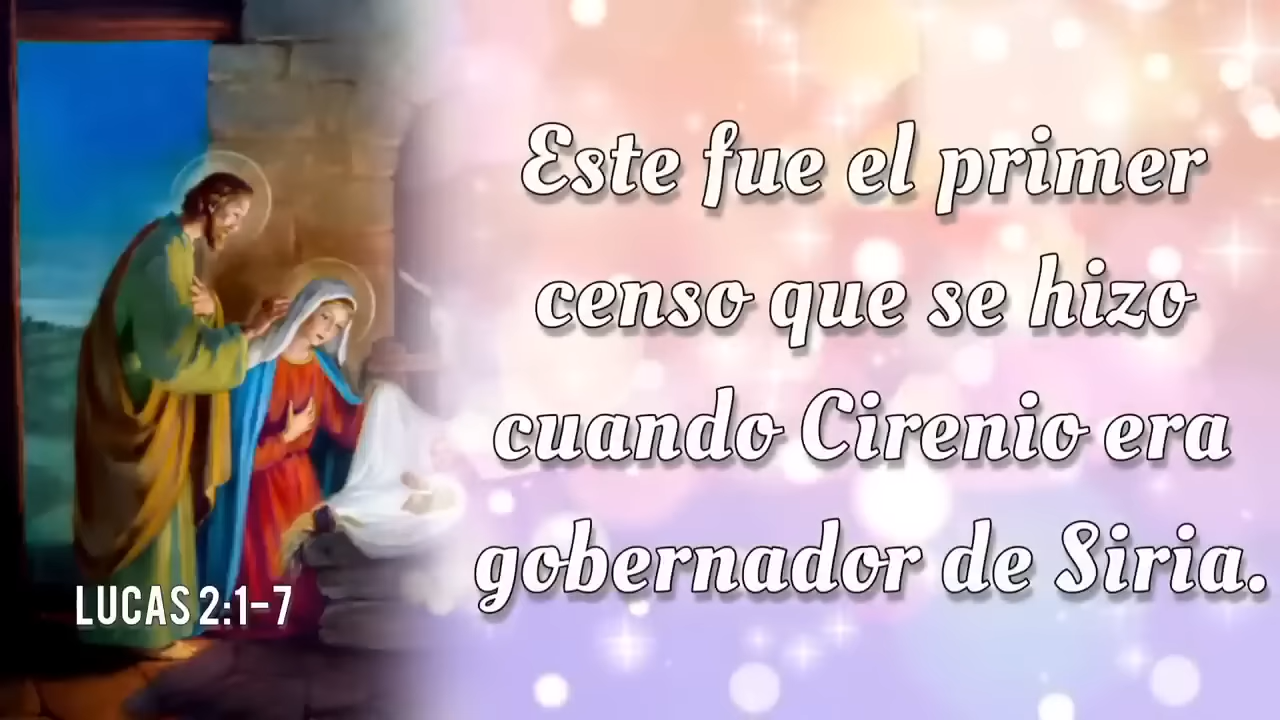 Este fue el primer
censo que se hizo
cuando Cirenio era
gobernador de Siria.
LUCAS 2:1-7